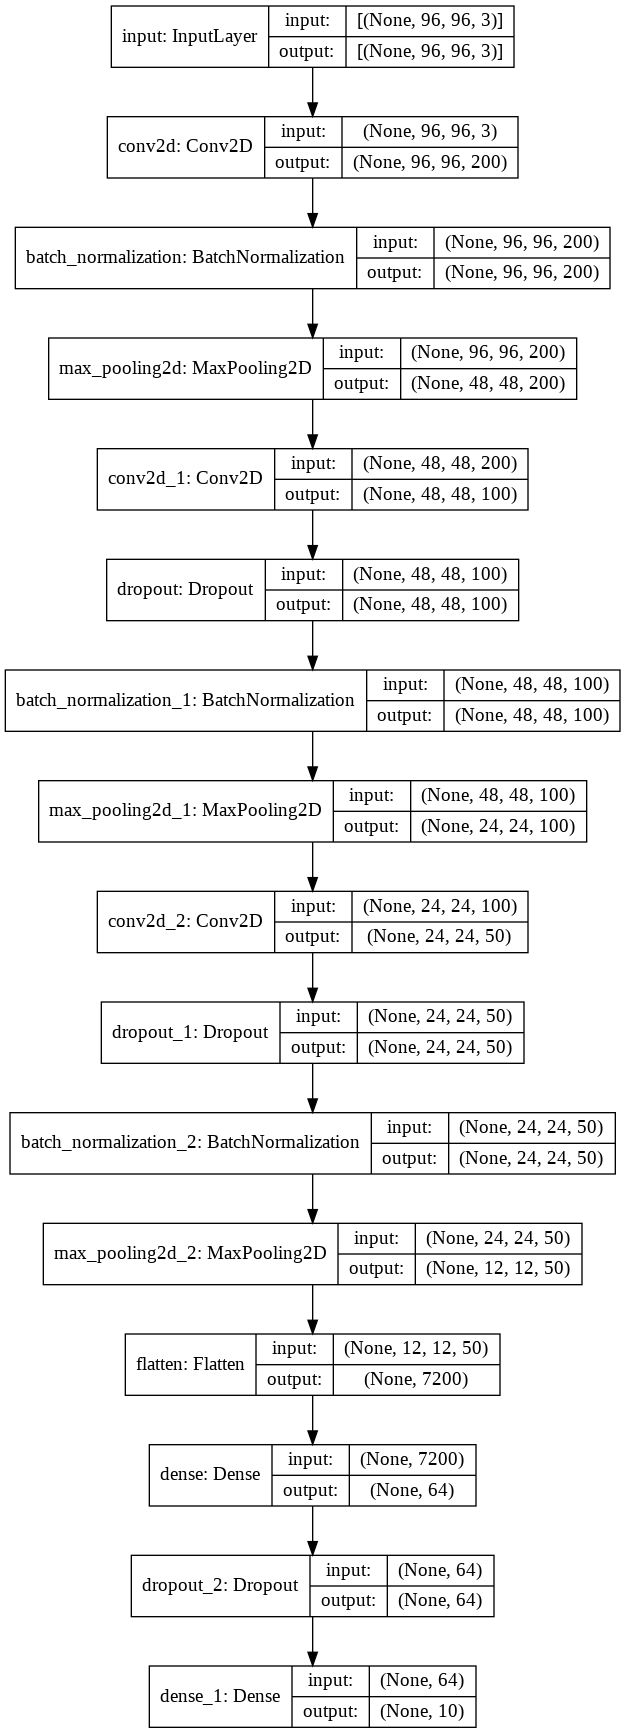 input: InputLayer
input:
[(None, 96, 96, 3)]
output:
[(None, 96, 96, 3)]
conv2d: Conv2D
input:
(None, 96, 96, 3)
output:
(None, 96, 96, 200)
batch_normalization: BatchNormalization
input:
(None, 96, 96, 200)
output:
(None, 96, 96, 200)
max_pooling2d: MaxPooling2D
input:
(None, 96, 96, 200)
output:
(None, 48, 48, 200)
conv2d_1: Conv2D
input:
(None, 48, 48, 200)
output:
(None, 48, 48, 100)
dropout: Dropout
input:
(None, 48, 48, 100)
output:
(None, 48, 48, 100)
batch_normalization_1: BatchNormalization
input:
(None, 48, 48, 100)
output:
(None, 48, 48, 100)
max_pooling2d_1: MaxPooling2D
input:
(None, 48, 48, 100)
output:
(None, 24, 24, 100)
conv2d_2: Conv2D
input:
(None, 24, 24, 100)
output:
(None, 24, 24, 50)
dropout_1: Dropout
input:
(None, 24, 24, 50)
output:
(None, 24, 24, 50)
batch_normalization_2: BatchNormalization
input:
(None, 24, 24, 50)
output:
(None, 24, 24, 50)
max_pooling2d_2: MaxPooling2D
input:
(None, 24, 24, 50)
output:
(None, 12, 12, 50)
flatten: Flatten
input:
(None, 12, 12, 50)
output:
(None, 7200)
dense: Dense
input:
(None, 7200)
output:
(None, 64)
dropout_2: Dropout
input:
(None, 64)
output:
(None, 64)
dense_1: Dense
input:
(None, 64)
output:
(None, 10)